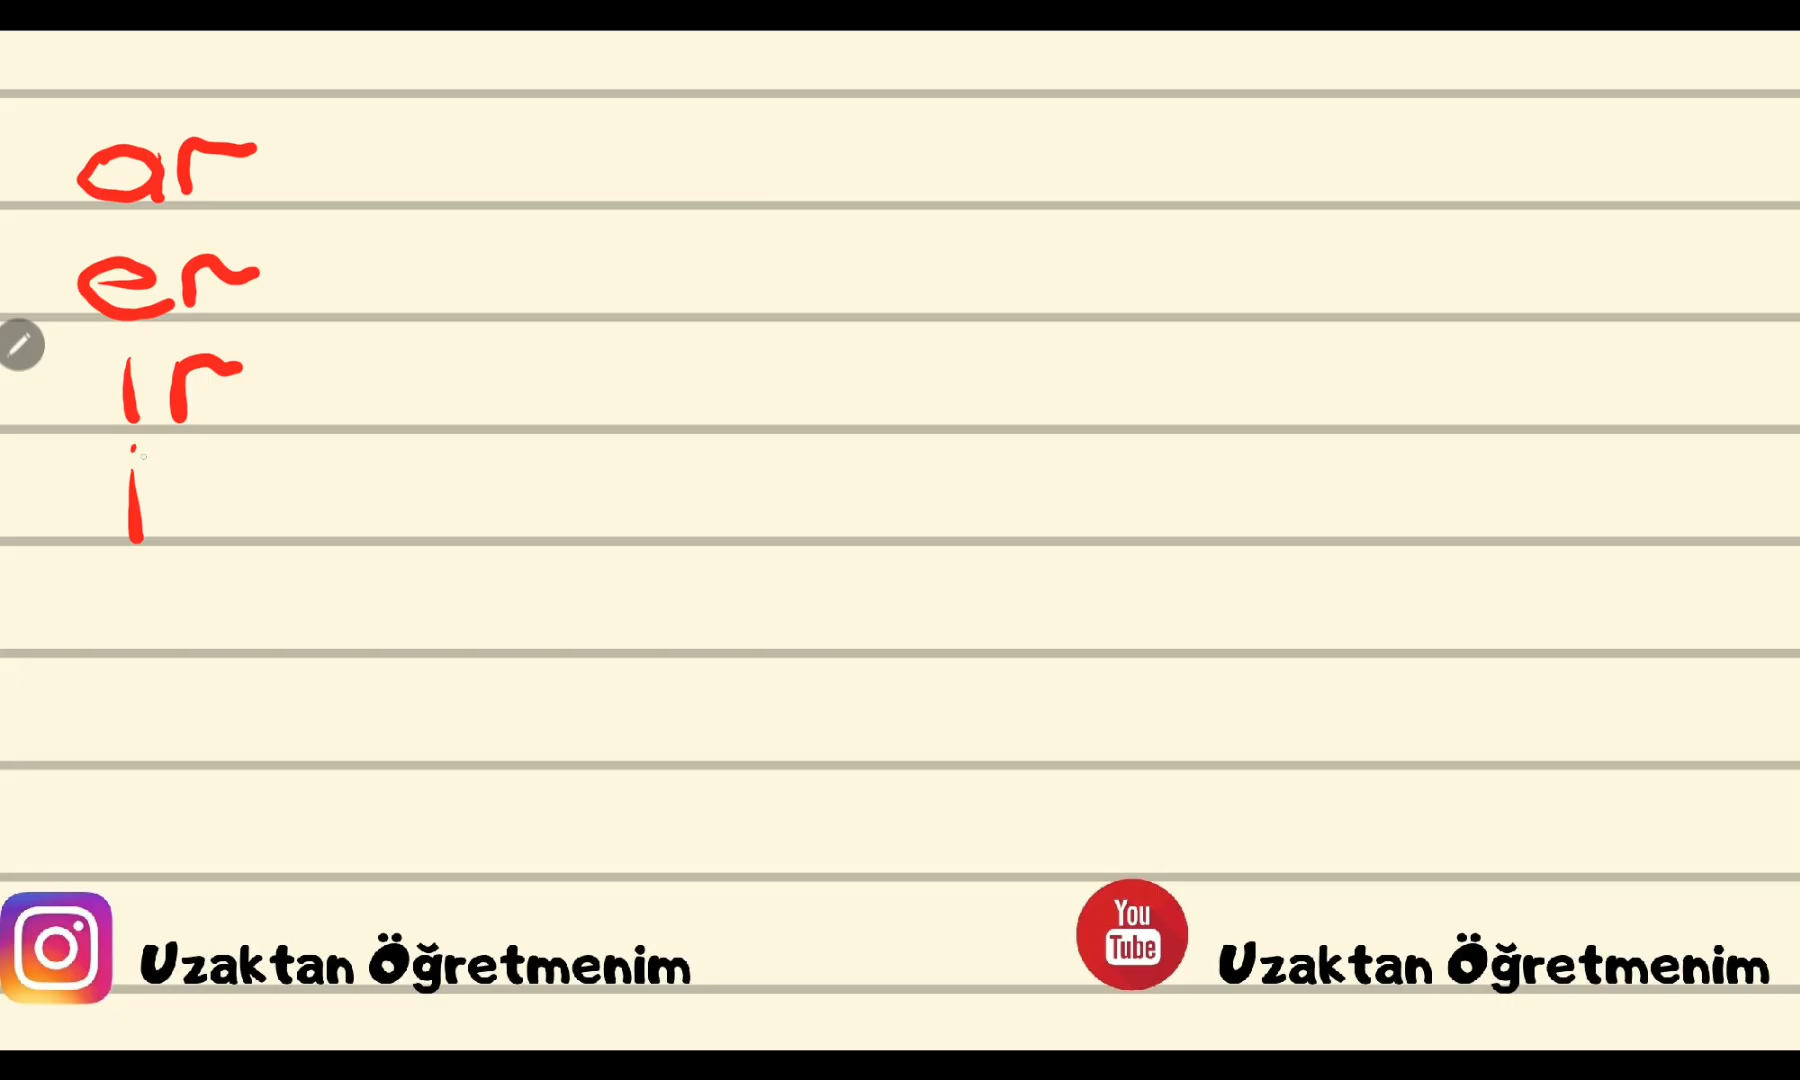 ar
er
ır
i
Uzaktan Öğretmenim
You
Tube
Uzaktan Öğretmenim